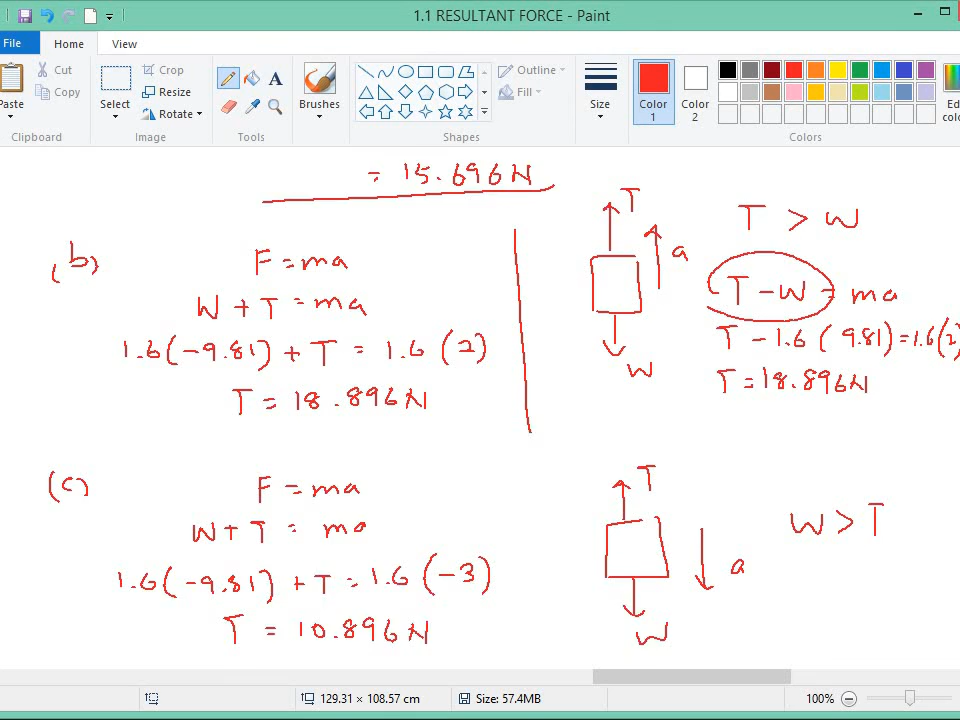 1.1 RESULTANT FORCE - Paint
File Home View
Paste
Cut
Copy
Clipboard
Select
Crop
Resize
Rotate
Image
A
Tools
Brushes
Shapes
Outline
Fill
Size
Color 1
Color 2
Colors
= 15.696N
(b)
F = ma
W + T = ma
1.6(-9.81) + T = 1.6(2)
T = 18.896N
T
a
W
T > W
T - W = ma
T - 1.6 (9.81) = 1.6(2
T = 18.896N
(c)
F = ma
W + T = ma
1.6(-9.81) + T = 1.6(-3)
T = 10.896N
T
a
W
W > T
129.31 × 108.57 cm
Size: 57.4MB
100%